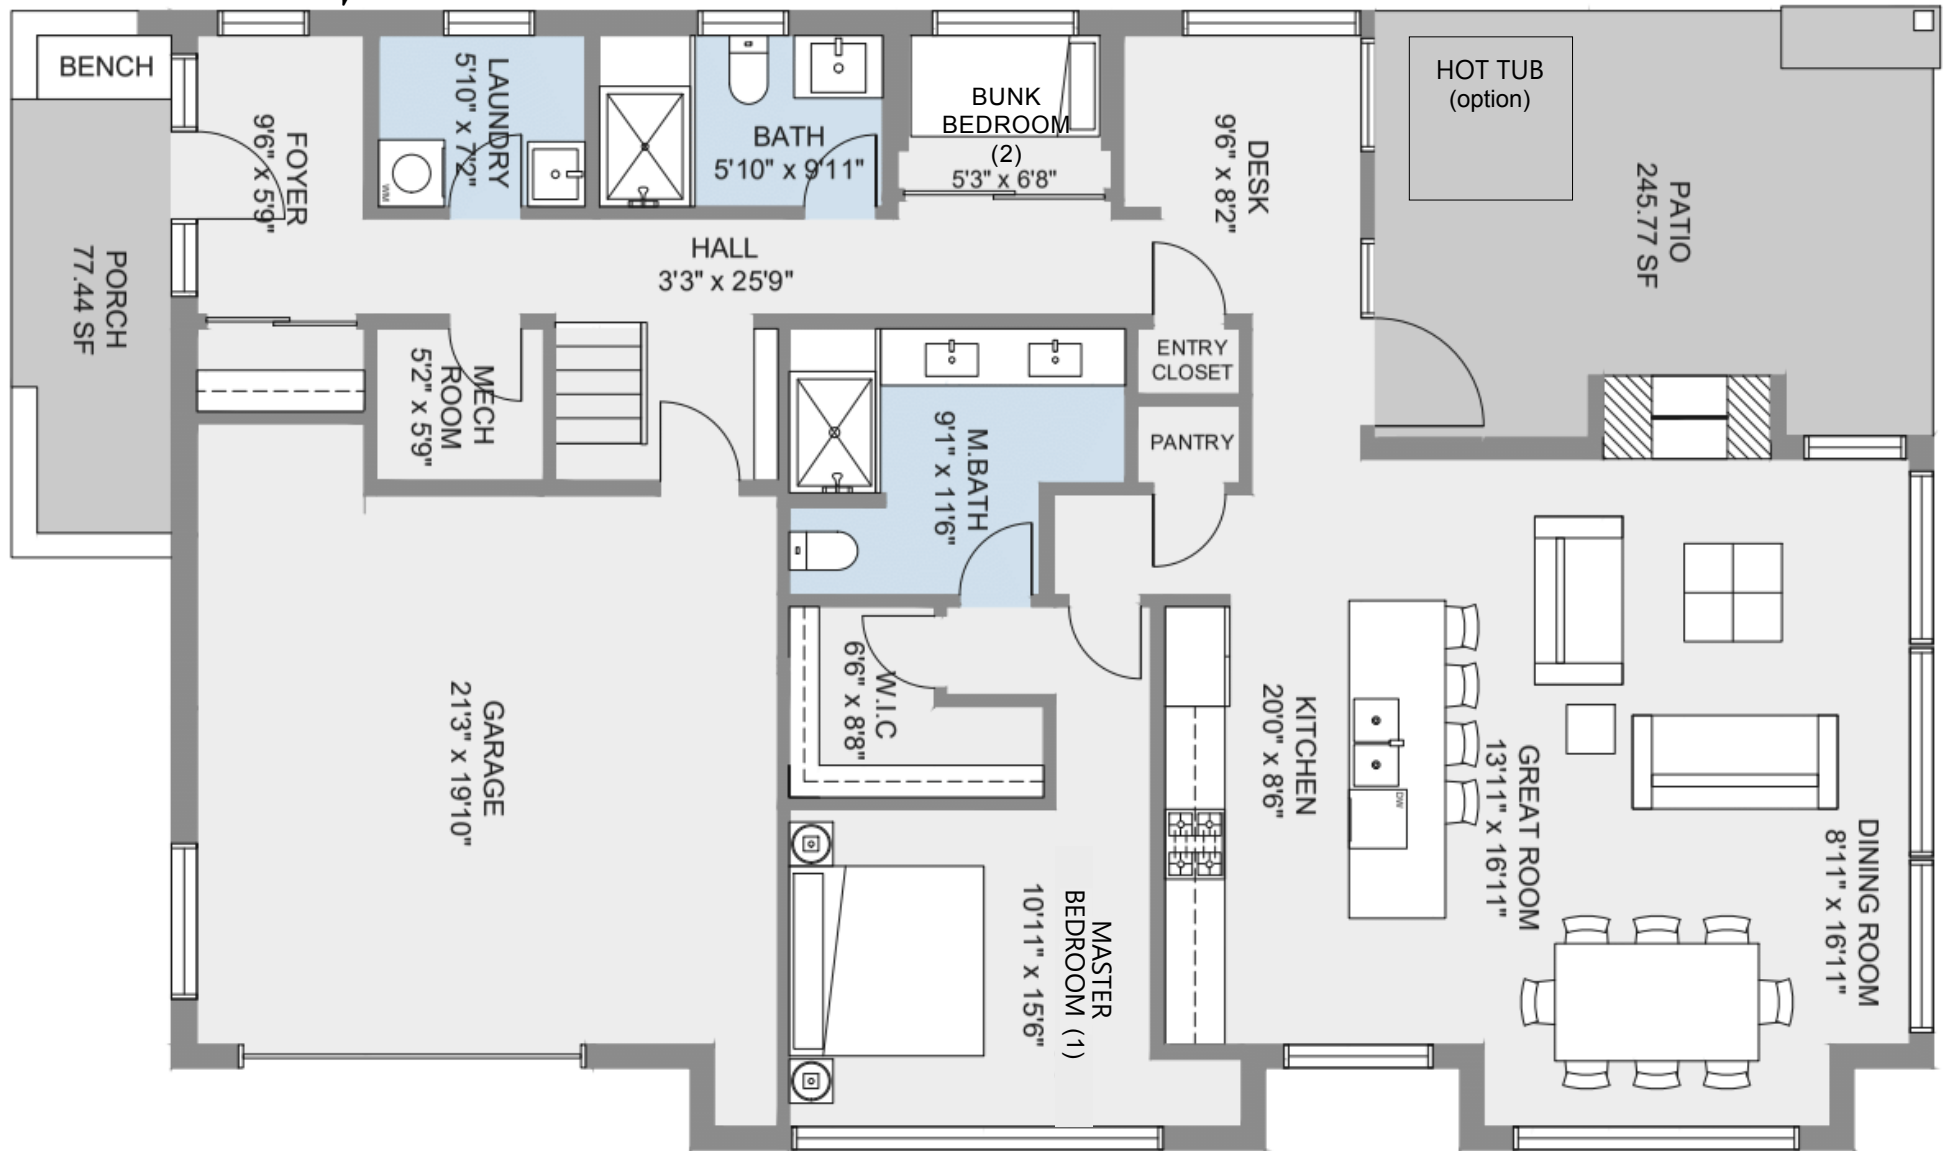 BENCH
FOYER
9'6" x 5'9"
LAUNDRY
5'10" x 7'2"
WM
BATH
5'10" x 9'11"
BUNK
BEDROOM
(2)
5'3" x 6'8"
DESK
9'6" x 8'2"
HOT TUB
(option)
PATIO
245.77 SF
PORCH
77.44 SF
HALL
3'3" x 25'9"
MECH
ROOM
5'2" x 5'9"
M.BATH
9'1" x 11'6"
ENTRY
CLOSET
PANTRY
GARAGE
21'3" x 19'10"
W.I.C
6'6" x 8'8"
MASTER
BEDROOM (1)
10'11" x 15'6"
KITCHEN
20'0" x 8'6"
DW
GREAT ROOM
13'11" x 16'11"
DINING ROOM
8'11" x 16'11"